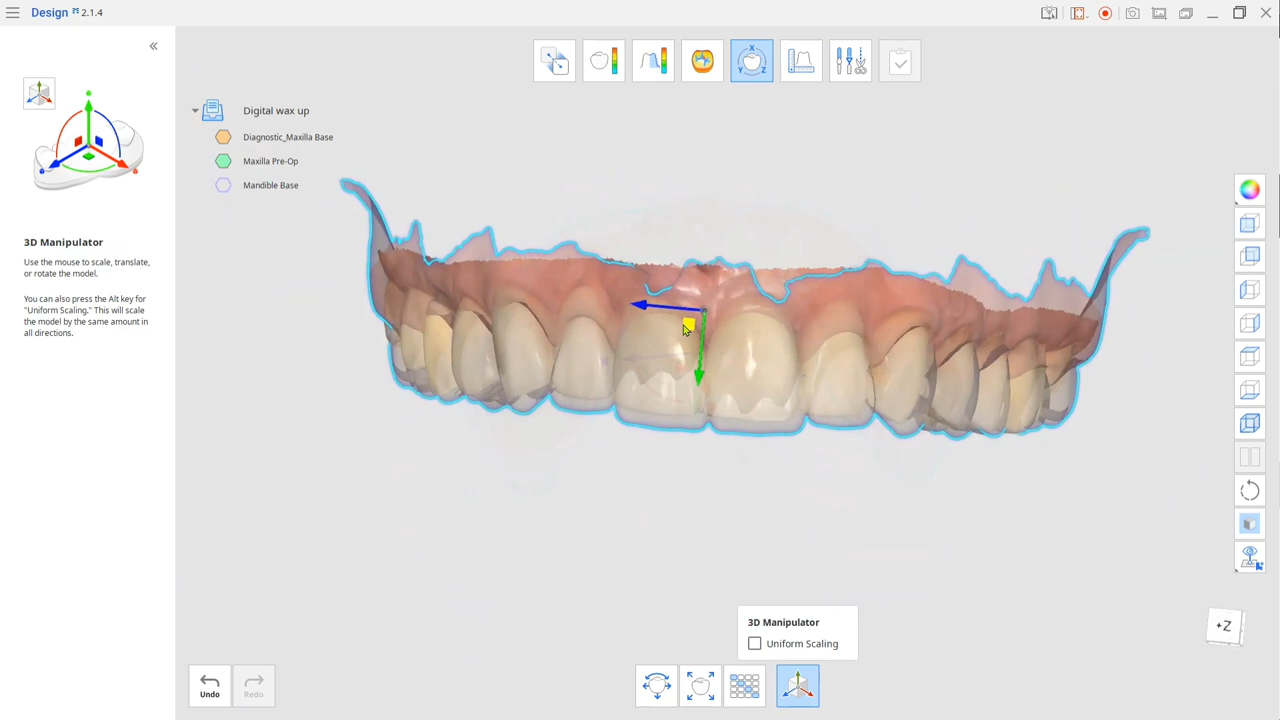 Design 2.1.4
X
Y Z
Digital wax up
Diagnostic_Maxilla Base
Maxilla Pre-Op
Mandible Base
3D Manipulator
Use the mouse to scale, translate,
or rotate the model.
You can also press the Alt key for
"Uniform Scaling." This will scale
the model by the same amount in
all directions.
+Z
3D Manipulator
Uniform Scaling
Undo
Redo